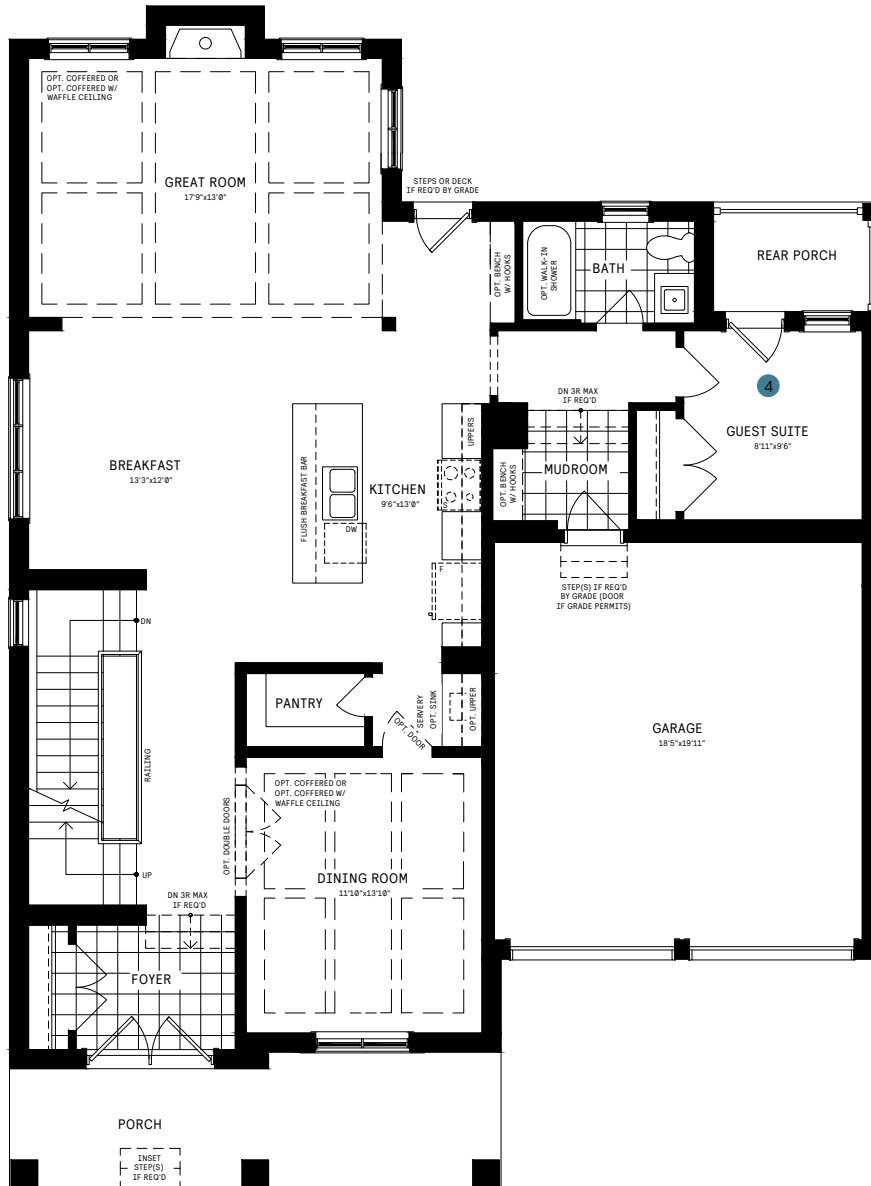 OPT. COFFERED OR
OPT. COFFERED W/
WAFFLE CEILING
GREAT ROOM
17'9"x13'0"
STEPS OR DECK
IF REQ'D BY GRADE
OPT. BENCH
W/ HOOKS
OPT. WALK-IN
SHOWER
BATH
REAR PORCH
4
GUEST SUITE
8'11"x9'6"
DN 3R MAX
IF REQ'D
MUDROOM
OPT. BENCH
W/ HOOKS
UPPERS
BREAKFAST
13'3"x12'0"
FLUSH BREAKFAST BAR
KITCHEN
9'6"x13'0"
S
DW
F
STEP(S) IF REQ'D
BY GRADE (DOOR
IF GRADE PERMITS)
DN
RAILING
UP
PANTRY
SERVERY
OPT. SINK
OPT. UPPER
OPT. DOOR
GARAGE
18'5"x19'11"
OPT. COFFERED OR
OPT. COFFERED W/
WAFFLE CEILING
OPT. DOUBLE DOORS
DINING ROOM
11'10"x13'10"
DN 3R MAX
IF REQ'D
FOYER
PORCH
INSET
STEP(S)
IF REQ'D